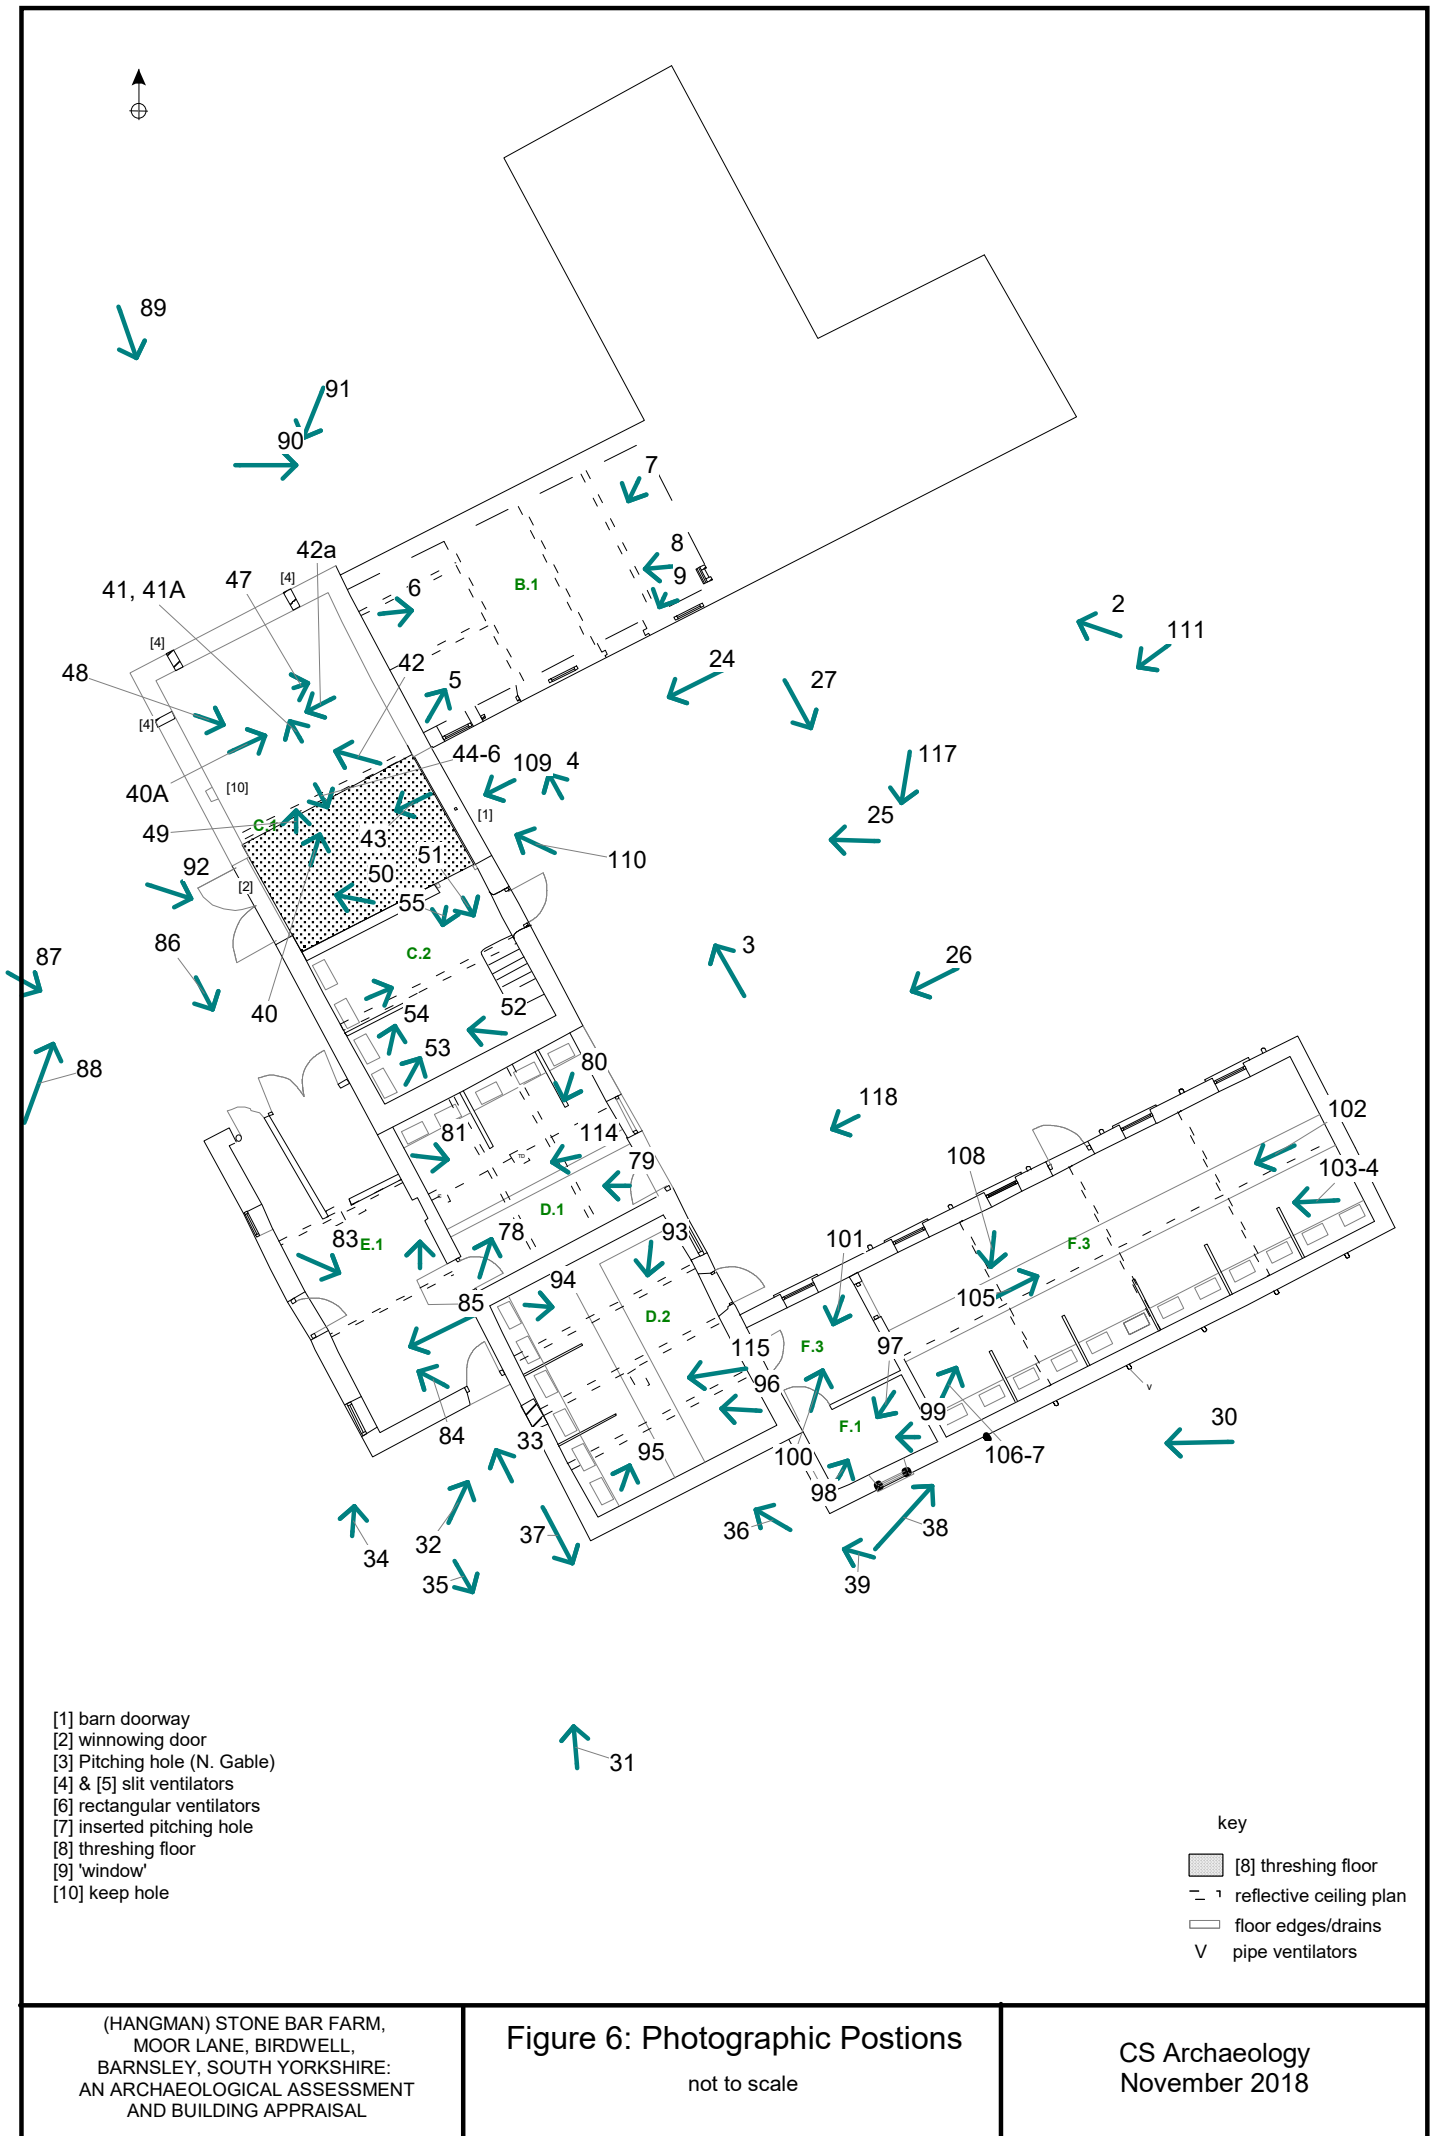 89
91
90
7
42a
8
47
[4]
9
B.1
41, 41A
6
2
[4]
111
48
42
24
5
27
[4]
44-6
109
4
117
40A
[10]
[1]
25
49
C.1
43
51
110
92
[2]
50
55
86
C.2
3
26
87
40
54
52
53
80
88
118
102
81
114
108
103-4
TD
79
D.1
83
E.1
78
93
101
F.3
94
105
85
D.2
115
F.3
97
96
V
99
F.1
30
84
33
95
100
106-7
98
32
37
36
38
34
35
39
31
[1] barn doorway
[2] winnowing door
[3] Pitching hole (N. Gable)
[4] & [5] slit ventilators
[6] rectangular ventilators
[7] inserted pitching hole
[8] threshing floor
[9] 'window'
[10] keep hole
key
[8] threshing floor
reflective ceiling plan
floor edges/drains
V pipe ventilators
(HANGMAN) STONE BAR FARM,
MOOR LANE, BIRDWELL,
BARNSLEY, SOUTH YORKSHIRE:
AN ARCHAEOLOGICAL ASSESSMENT
AND BUILDING APPRAISAL
Figure 6: Photographic Postions
not to scale
CS Archaeology
November 2018